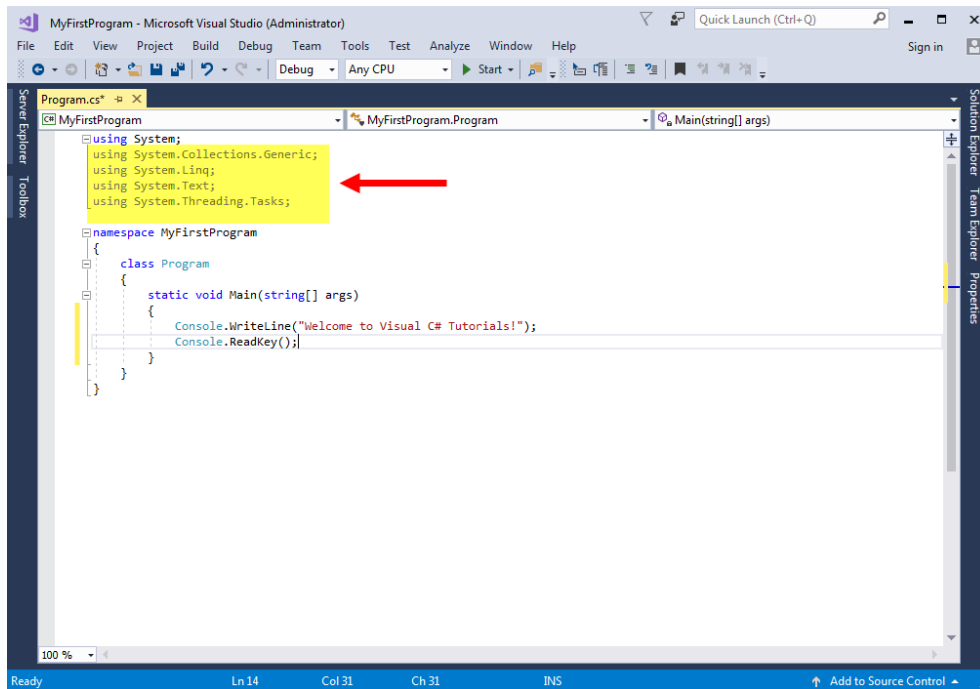 MyFirstProgram - Microsoft Visual Studio (Administrator)
Quick Launch (Ctrl+Q)
File Edit View Project Build Debug Team Tools Test Analyze Window Help
Sign in
Debug Any CPU Start
Server Explorer
Toolbox
Program.cs*
C# MyFirstProgram MyFirstProgram.Program Main(string[] args)
using System;
using System.Collections.Generic;
using System.Linq;
using System.Text;
using System.Threading.Tasks;
namespace MyFirstProgram
{
class Program
{
static void Main(string[] args)
{
Console.WriteLine("Welcome to Visual C# Tutorials!");
Console.ReadKey();
}
}
}
Solution Explorer
Team Explorer
Properties
100 %
Ready Ln 14 Col 31 Ch 31 INS Add to Source Control